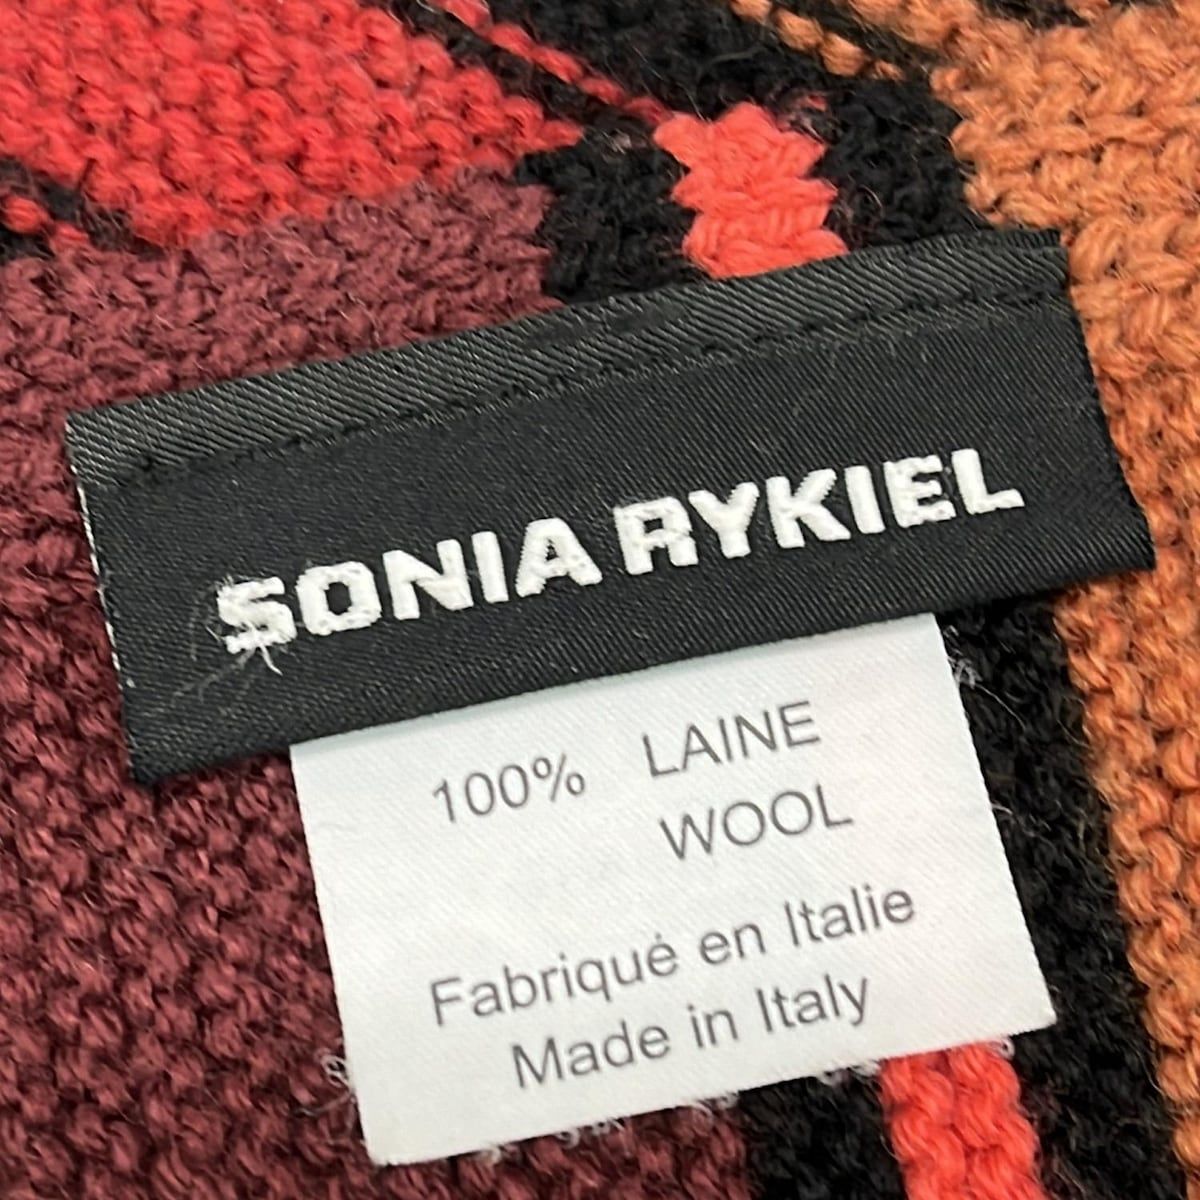 SONIA RYKIEL
100% LAINE
WOOL
Fabriqué en Italie
Made in Italy